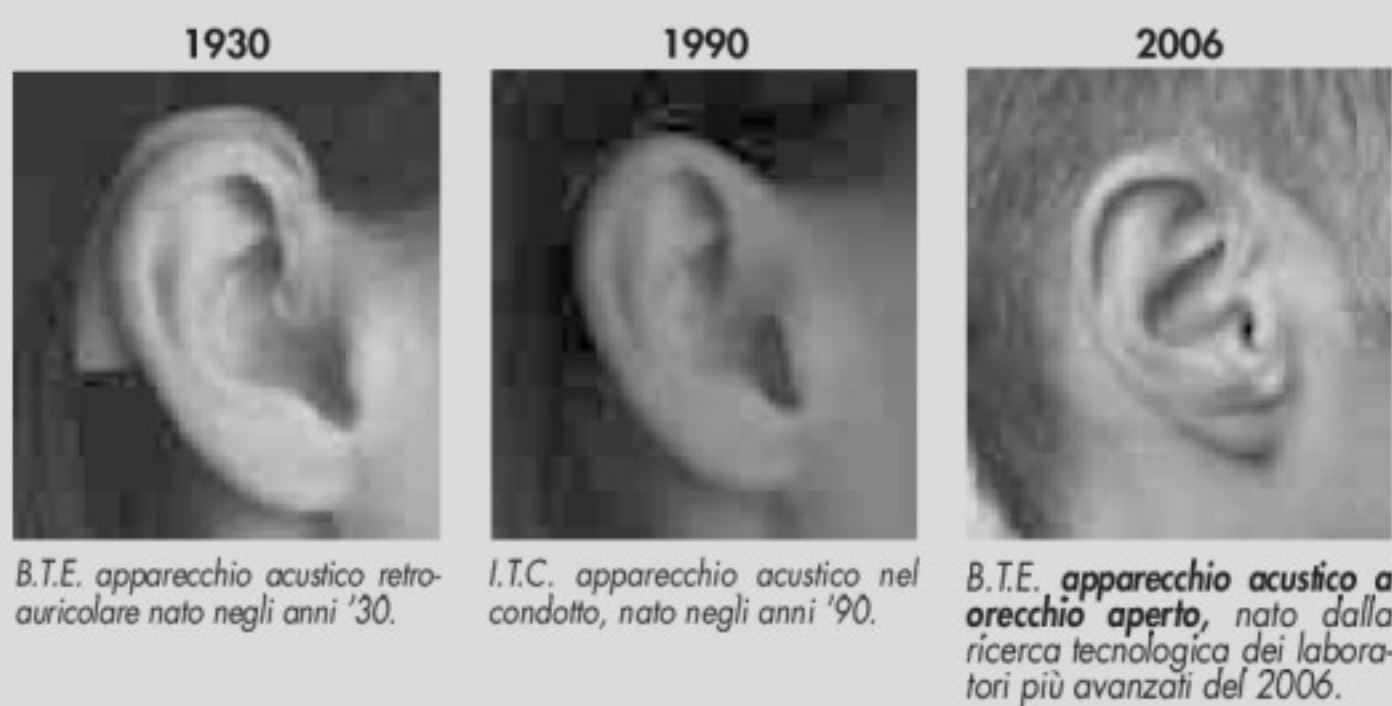 1930
B.T.E. apparecchio acustico retro-
auricolare nato negli anni '30.
1990
I.T.C. apparecchio acustico nel
condotto, nato negli anni '90.
2006
B.T.E. apparecchio acustico a
orecchio aperto, nato dalla
ricerca tecnologica dei labora-
tori più avanzati del 2006.